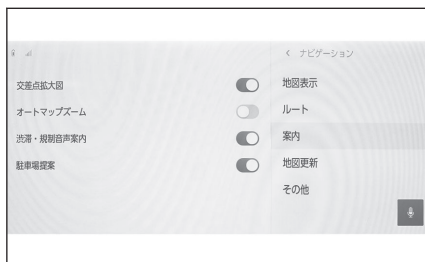 交差点拡大図
オートマップズーム
渋滞・規制音声案内
駐車場提案
< ナビゲーション
地図表示
ルート
案内
地図更新
その他